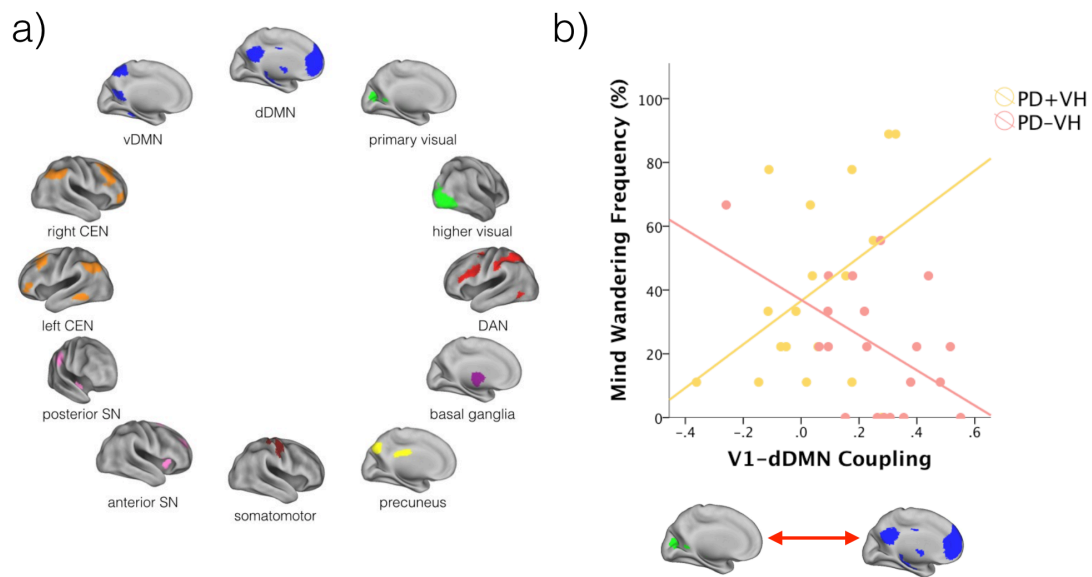 a)
vDMN
dDMN
primary visual
right CEN
higher visual
left CEN
DAN
posterior SN
basal ganglia
anterior SN
somatomotor
precuneus
b)
Mind Wandering Frequency (%)
100
80
60
40
20
0
-.4
-.2
.0
.2
.4
.6
V1-dDMN Coupling
PD+VH
PD-VH